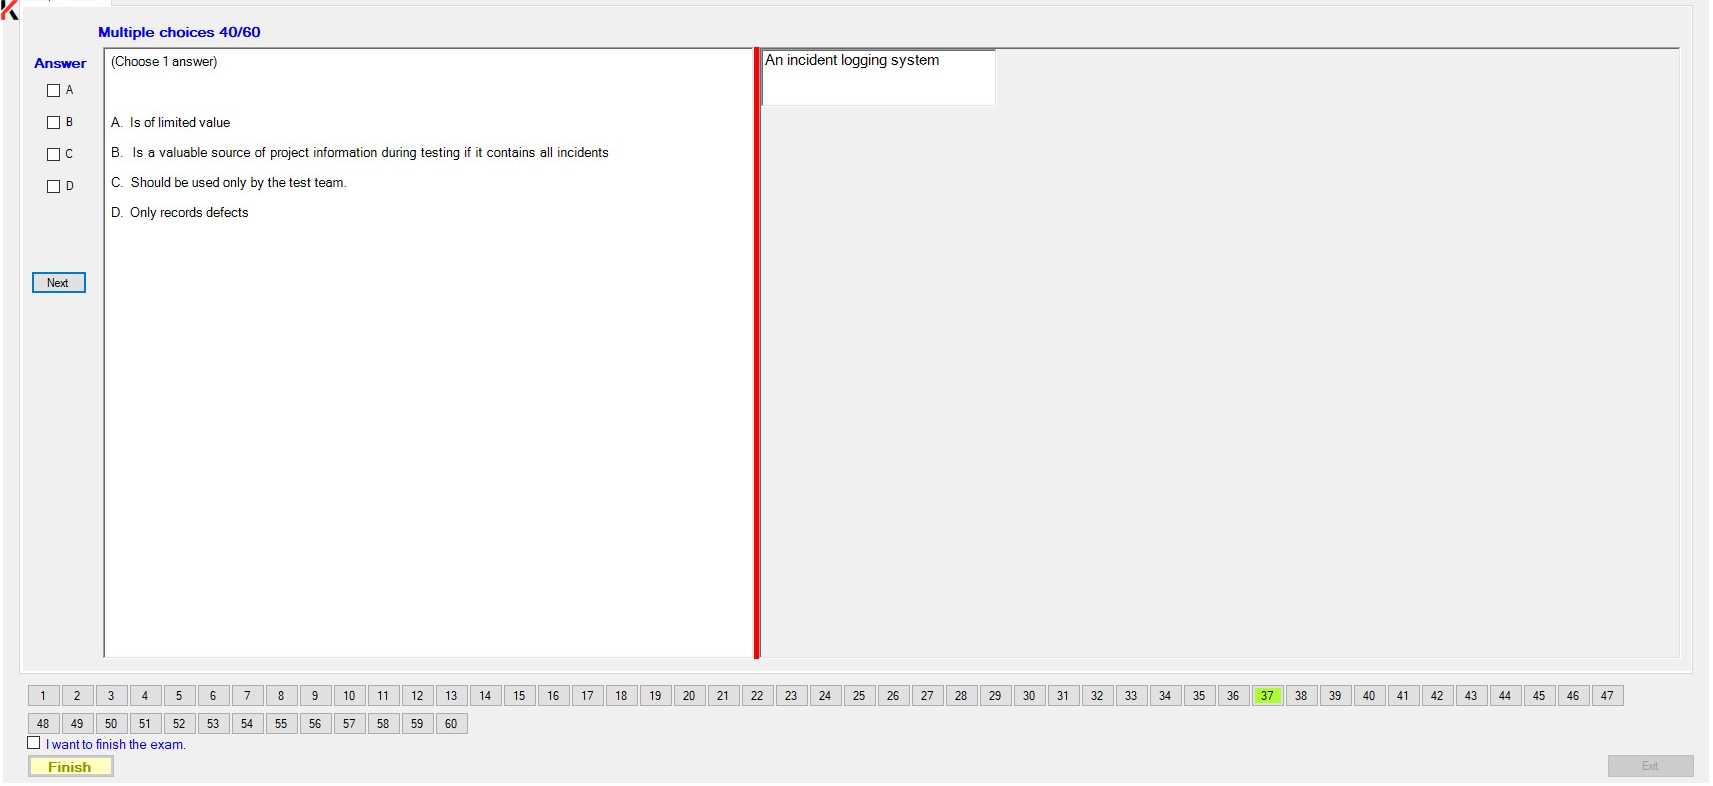 Multiple choices 40/60
Answer
A
B
C
D
Next
(Choose 1 answer)
A. Is of limited value
B. Is a valuable source of project information during testing if it contains all incidents
C. Should be used only by the test team.
D. Only records defects
An incident logging system
1 2 3 4 5 6 7 8 9 10 11 12 13 14 15 16 17 18 19 20 21 22 23 24 25 26 27 28 29 30 31 32 33 34 35 36 37 38 39 40 41 42 43 44 45 46 47
48 49 50 51 52 53 54 55 56 57 58 59 60
I want to finish the exam.
Finish
Exit